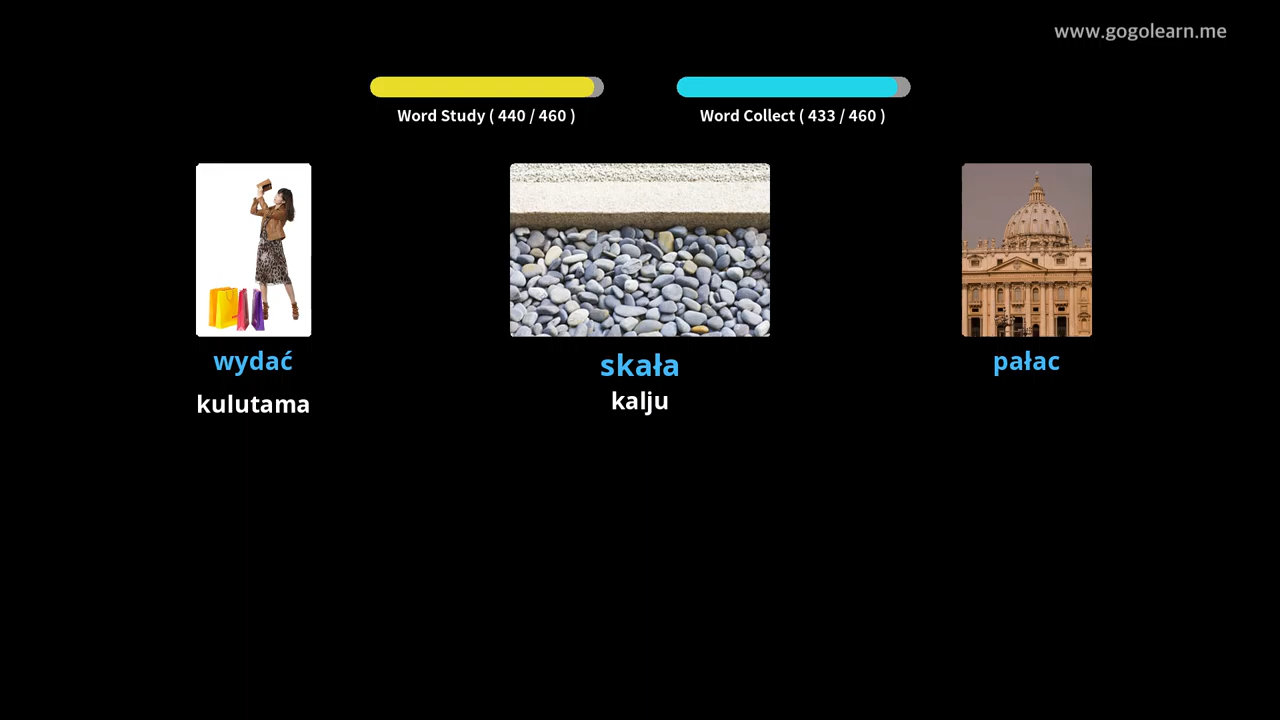 www.gogolearn.me
Word Study ( 440 / 460 )
Word Collect ( 433 / 460 )
wydać
kulutama
skała
kalju
pałac